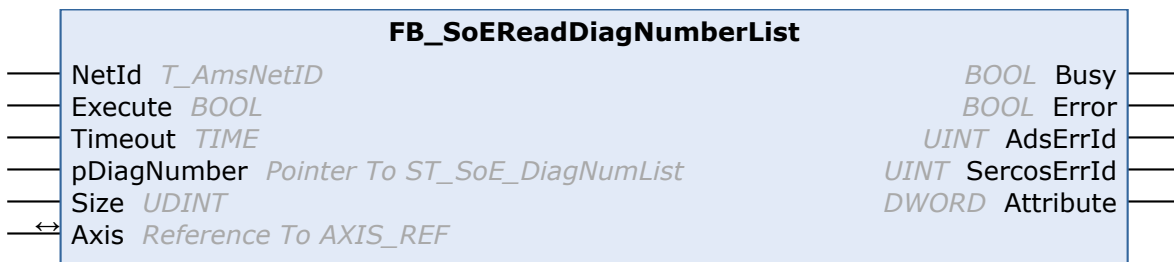 FB_SoEReadDiagNumberList
NetId T_AmsNetID BOOL Busy
Execute BOOL BOOL Error
Timeout TIME UINT AdsErrId
pDiagNumber Pointer To ST_SoE_DiagNumList UINT SercosErrId
Size UDINT DWORD Attribute
↔ Axis Reference To AXIS_REF